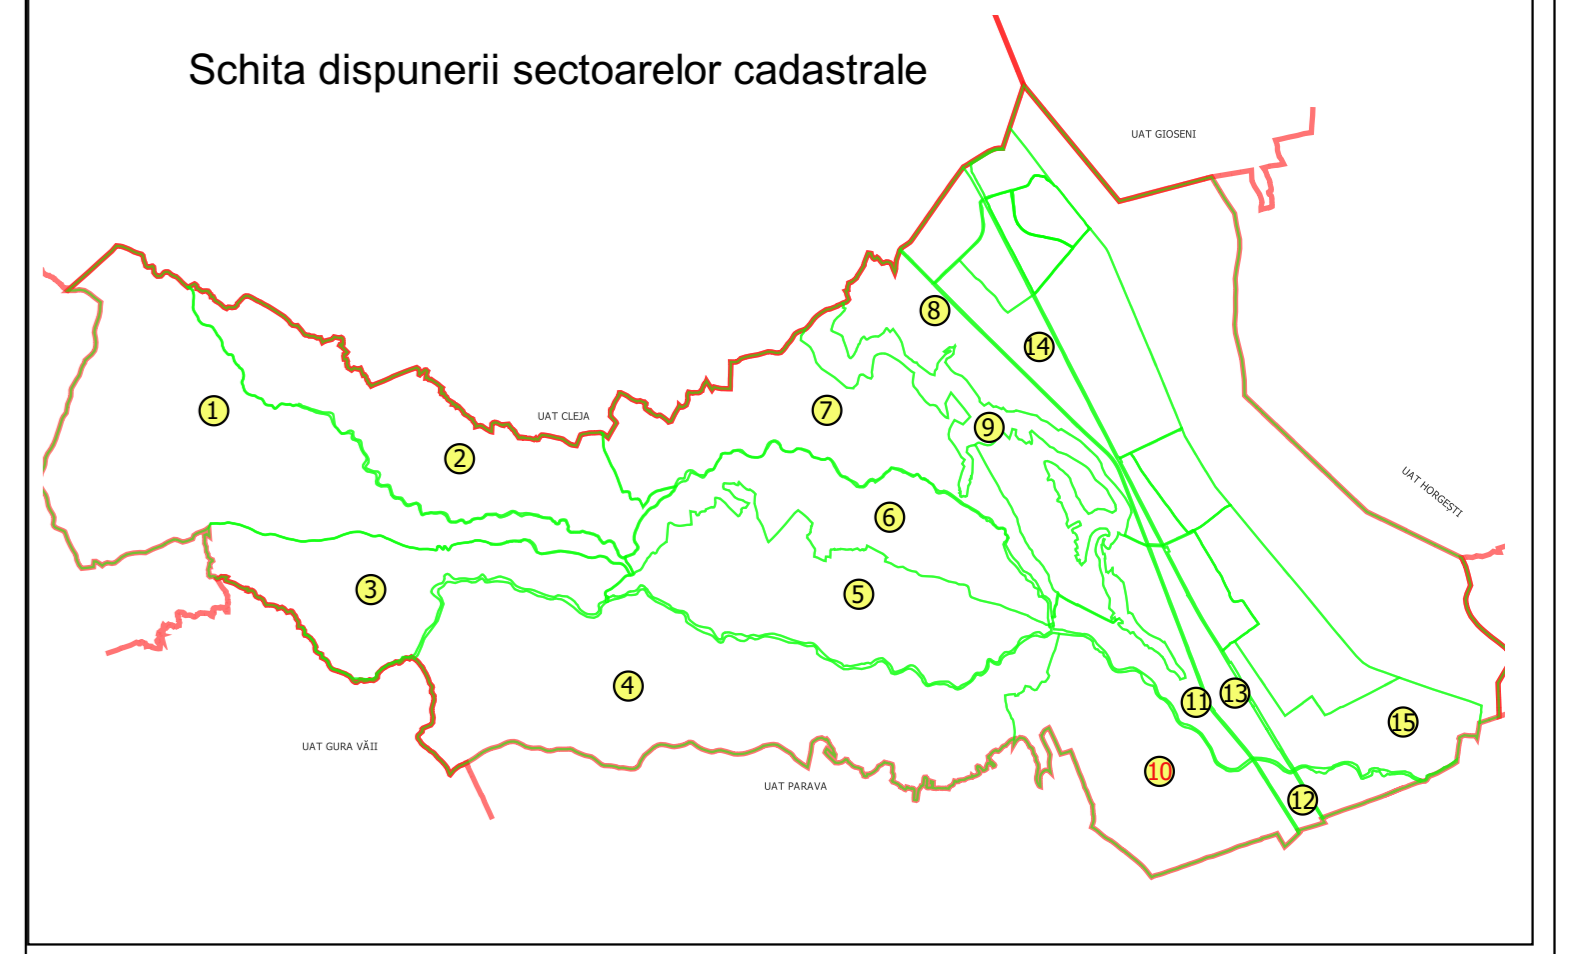 Schita dispunerii sectoarelor cadastrale
UAT GIOSENI
8
14
1
UAT CLEJA
7
9
2
UAT HORGEȘTI
6
3
5
4
11
13
15
UAT GURA VĂII
10
UAT PARAVA
12